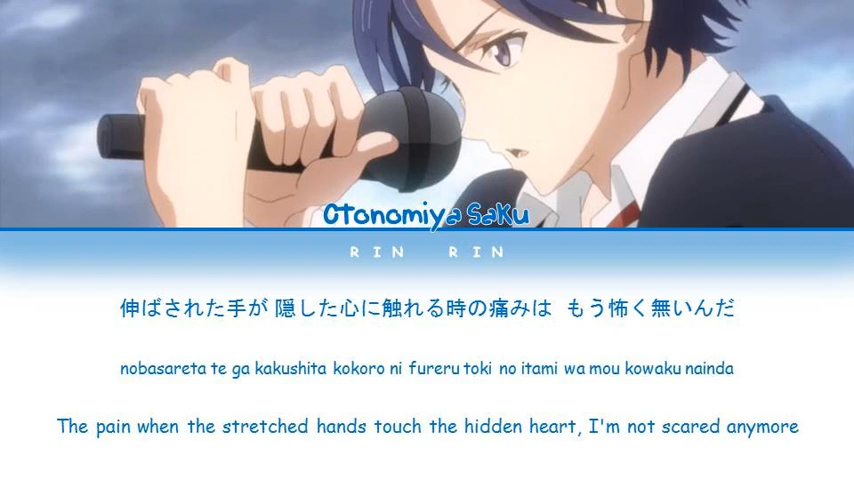 Otonomiya Saku
RIN RIN
伸ばされた手が 隠した心に触れる時の痛みは もう怖く無いんだ
nobasareta te ga kakushita kokoro ni fureru toki no itami wa mou kowaku nainda
The pain when the stretched hands touch the hidden heart, I'm not scared anymore